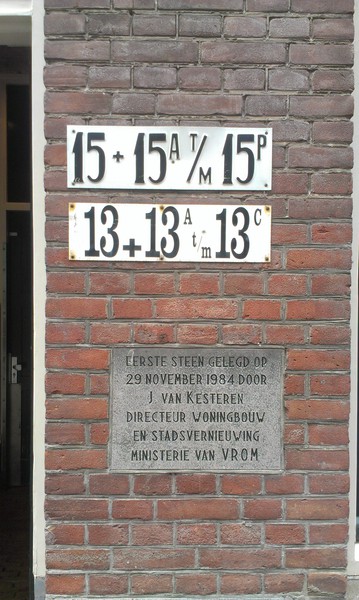 15 + 15A T/M 15P
13 + 13A t/m 13C
EERSTE STEEN GELEGD OP
29 NOVEMBER 1984 DOOR
J. VAN KESTEREN
DIRECTEUR WONINGBOUW
EN STADSVERNIEUWING
MINISTERIE VAN VROM